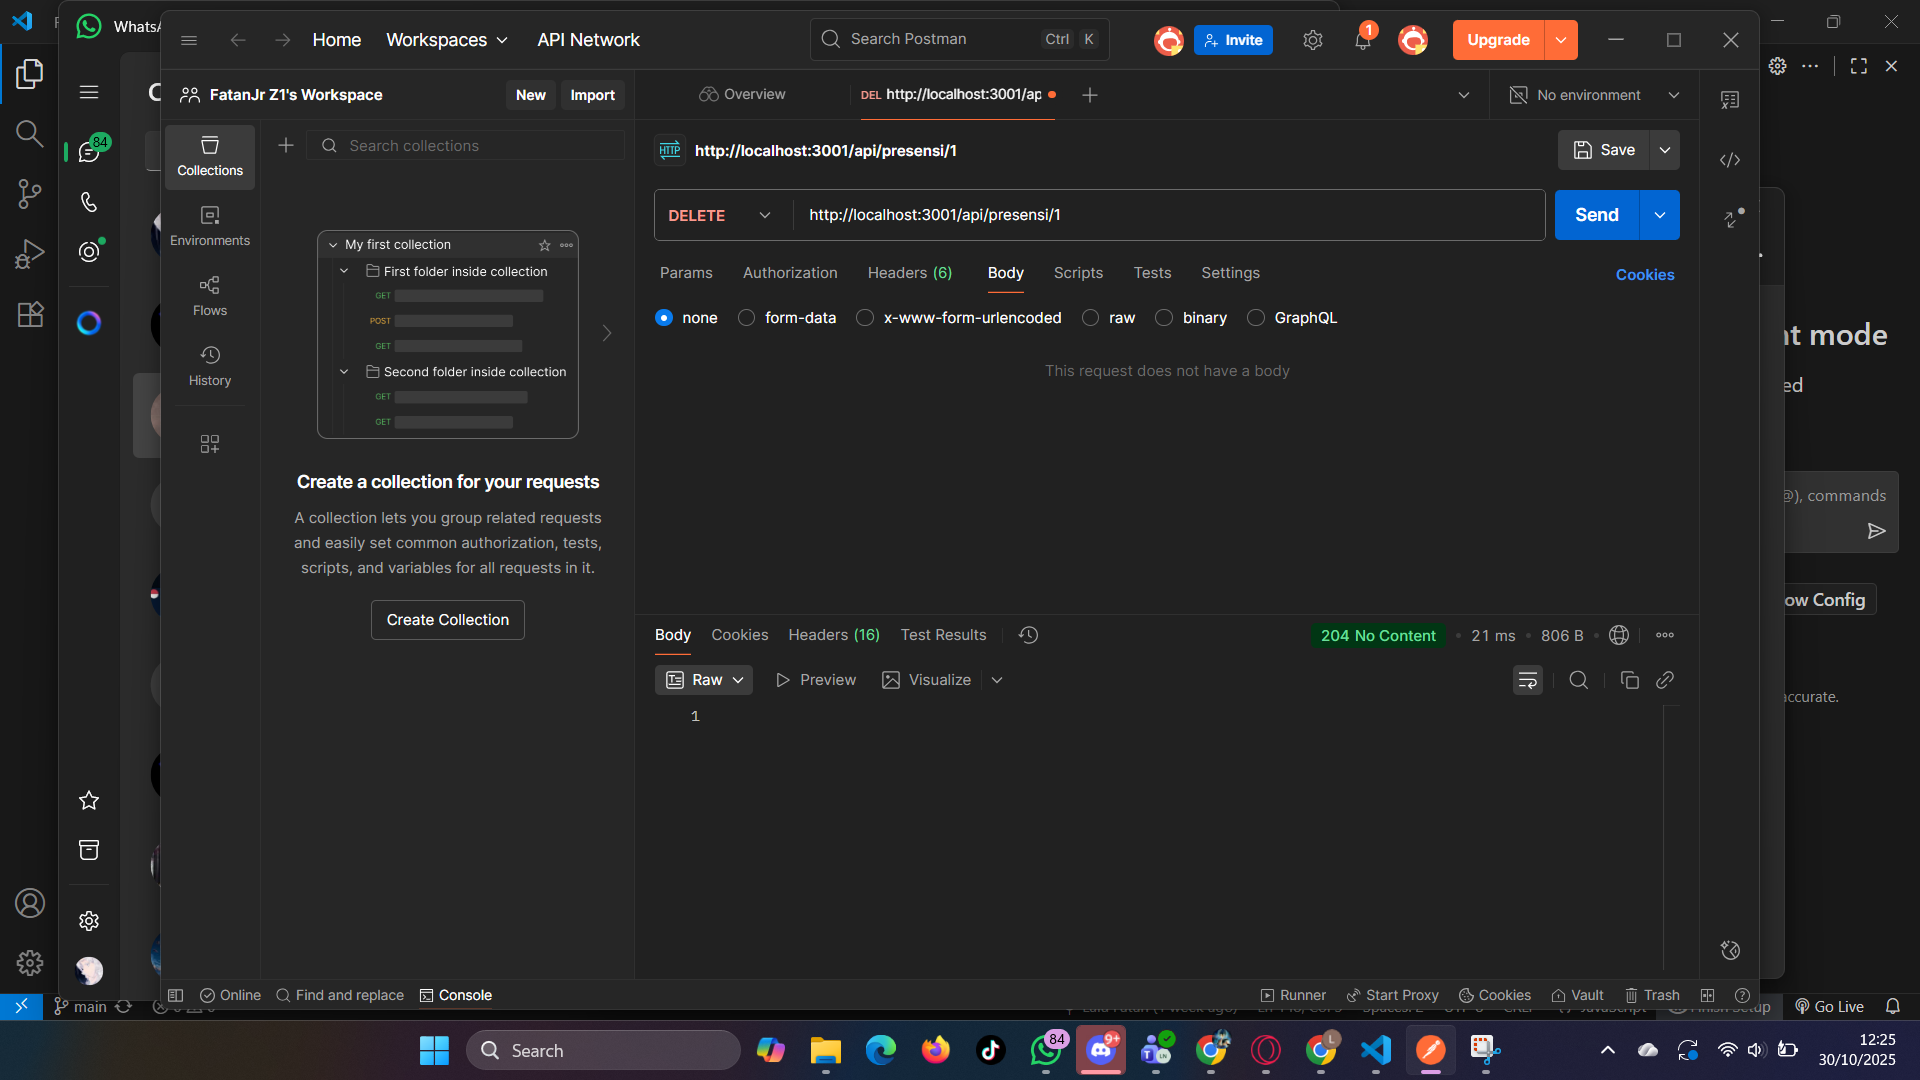 WhatsA
Home
Workspaces
API Network
Search Postman
Ctrl
K
Invite
1
Upgrade
FatanJr Z1's Workspace
New
Import
Overview
DEL http://localhost:3001/ap
No environment
84
Collections
Environments
Flows
History
Search collections
My first collection
First folder inside collection
GET
POST
GET
Second folder inside collection
GET
GET
Create a collection for your requests
A collection lets you group related requests
and easily set common authorization, tests,
scripts, and variables for all requests in it.
Create Collection
HTTP
http://localhost:3001/api/presensi/1
Save
DELETE
http://localhost:3001/api/presensi/1
Send
Params
Authorization
Headers (6)
Body
Scripts
Tests
Settings
Cookies
none
form-data
x-www-form-urlencoded
raw
binary
GraphQL
This request does not have a body
Body
Cookies
Headers (16)
Test Results
204 No Content
21 ms
806 B
Raw
Preview
Visualize
1
nt mode
ed
@), commands
ow Config
accurate.
Online
Find and replace
Console
Runner
Start Proxy
Cookies
Vault
Trash
main
Go Live
Search
84
9+
L
12:25
30/10/2025